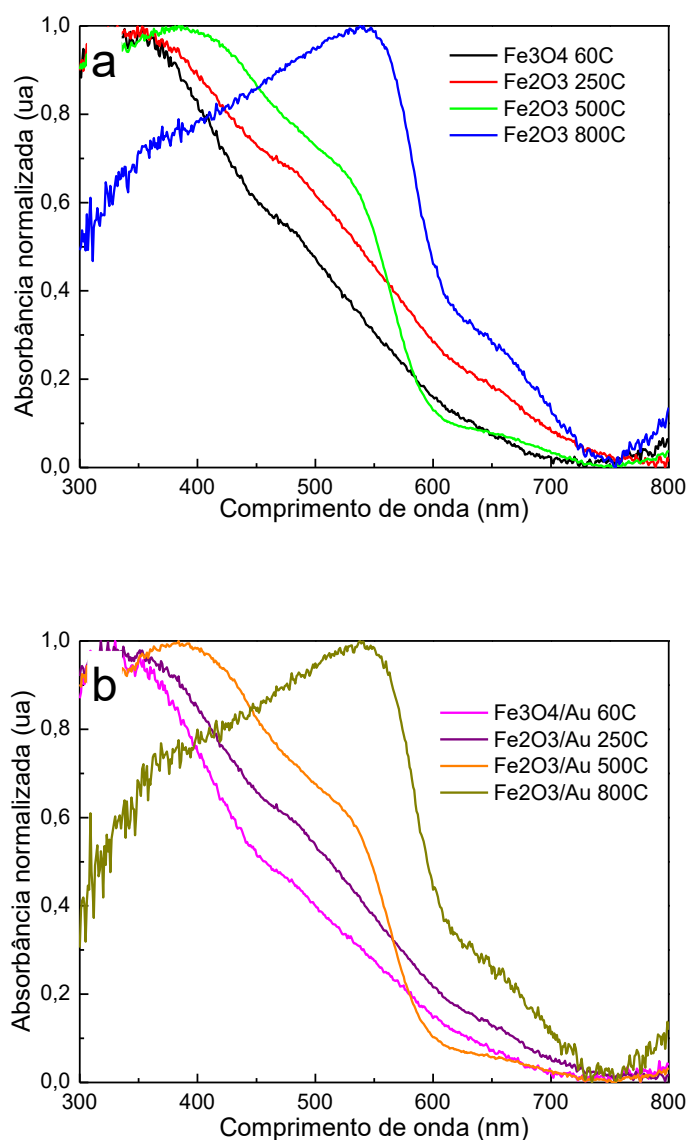 a
Fe3O4 60C
Fe2O3 250C
Fe2O3 500C
Fe2O3 800C
Absorbância normalizada (ua)
1,0
0,8
0,6
0,4
0,2
0,0
300 400 500 600 700 800
Comprimento de onda (nm)
b
Fe3O4/Au 60C
Fe2O3/Au 250C
Fe2O3/Au 500C
Fe2O3/Au 800C
Absorbância normalizada (ua)
1,0
0,8
0,6
0,4
0,2
0,0
300 400 500 600 700 800
Comprimento de onda (nm)